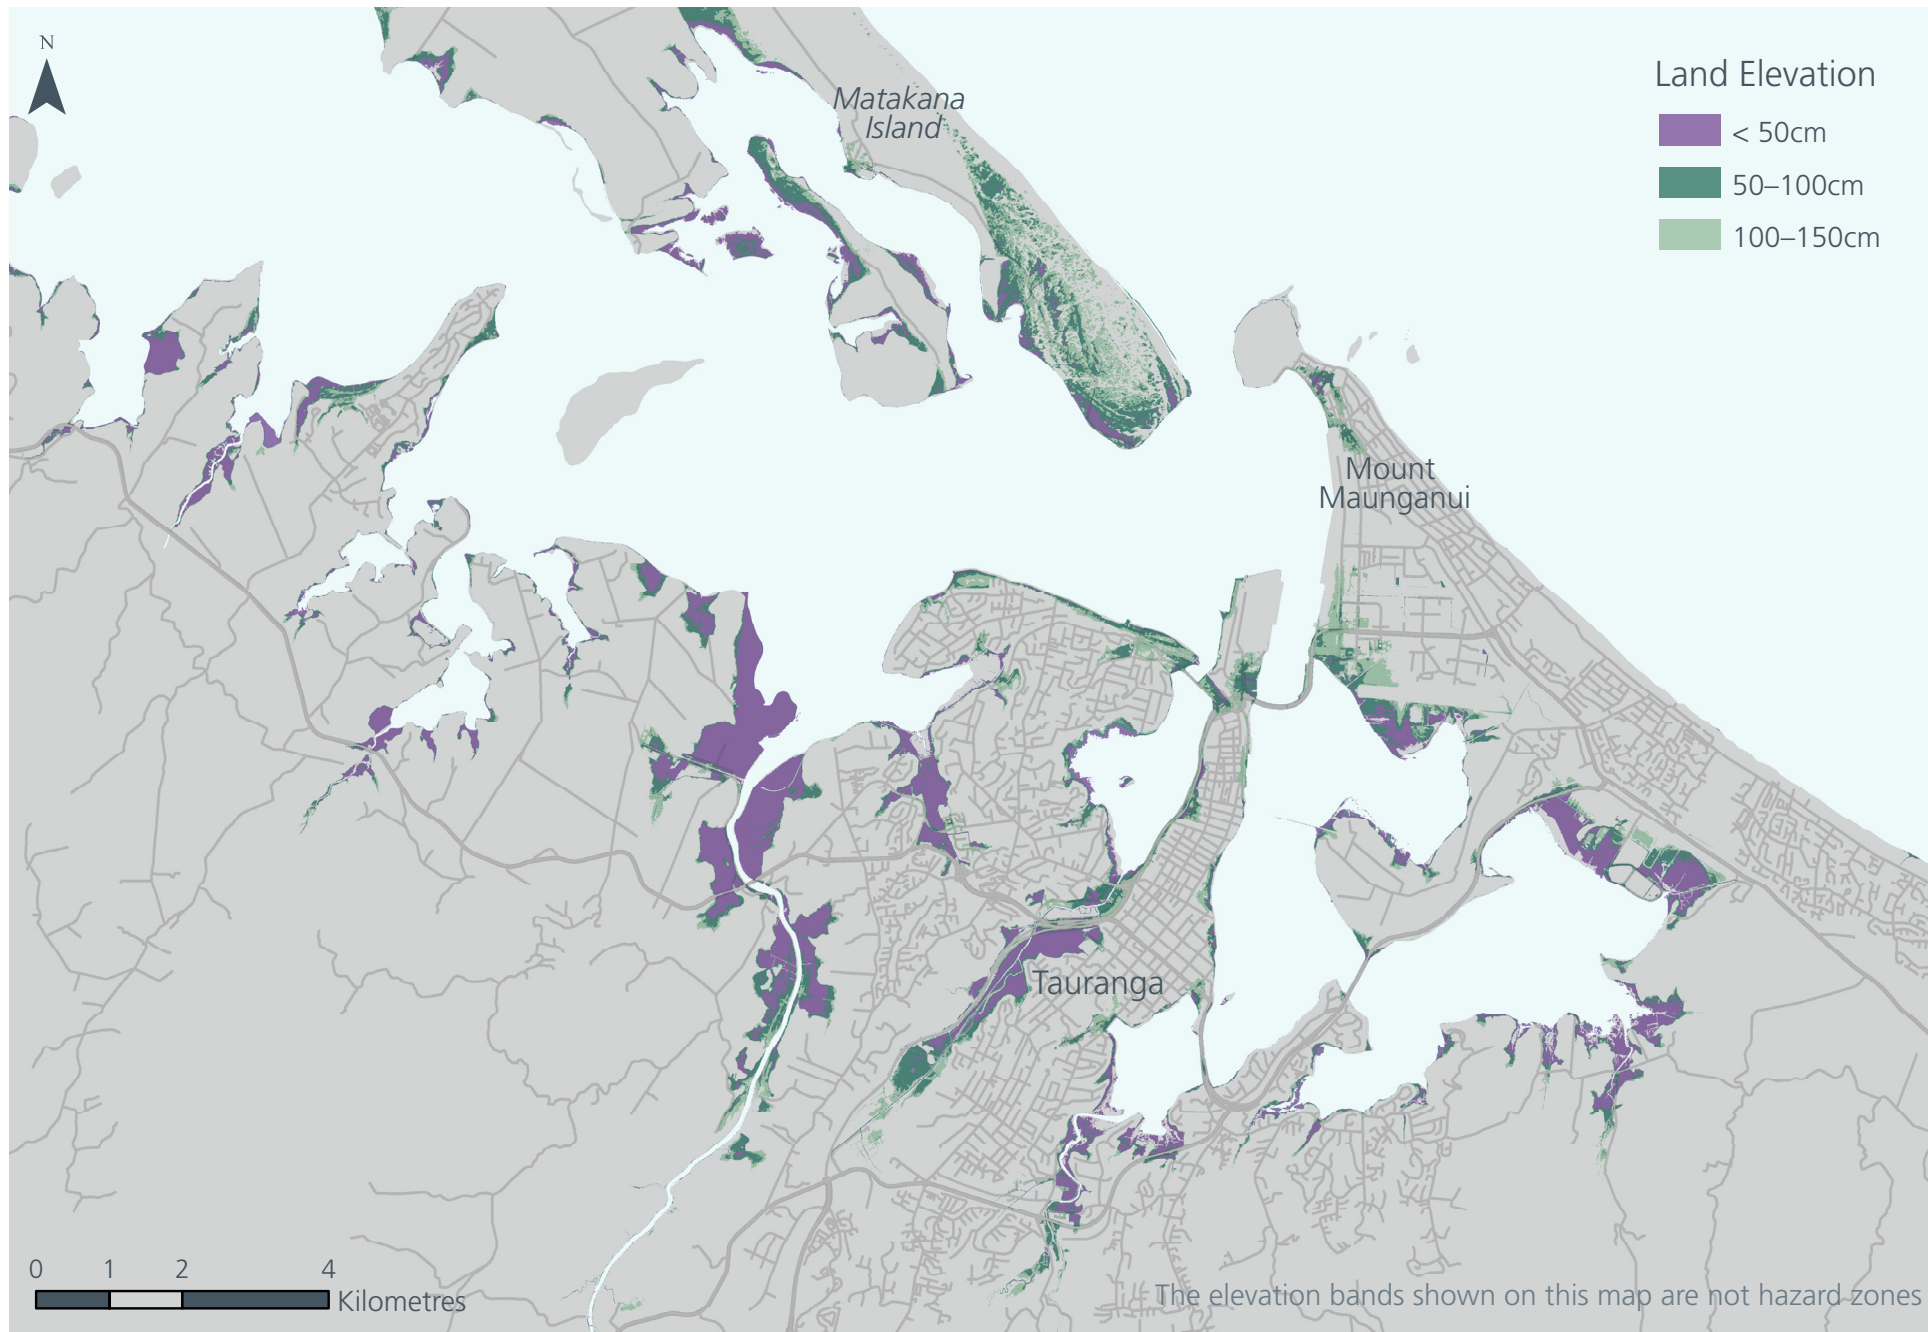 N
Matakana
Island
Land Elevation
< 50cm
50–100cm
100–150cm
Mount
Maunganui
Tauranga
0 1 2 4
Kilometres
The elevation bands shown on this map are not hazard zones